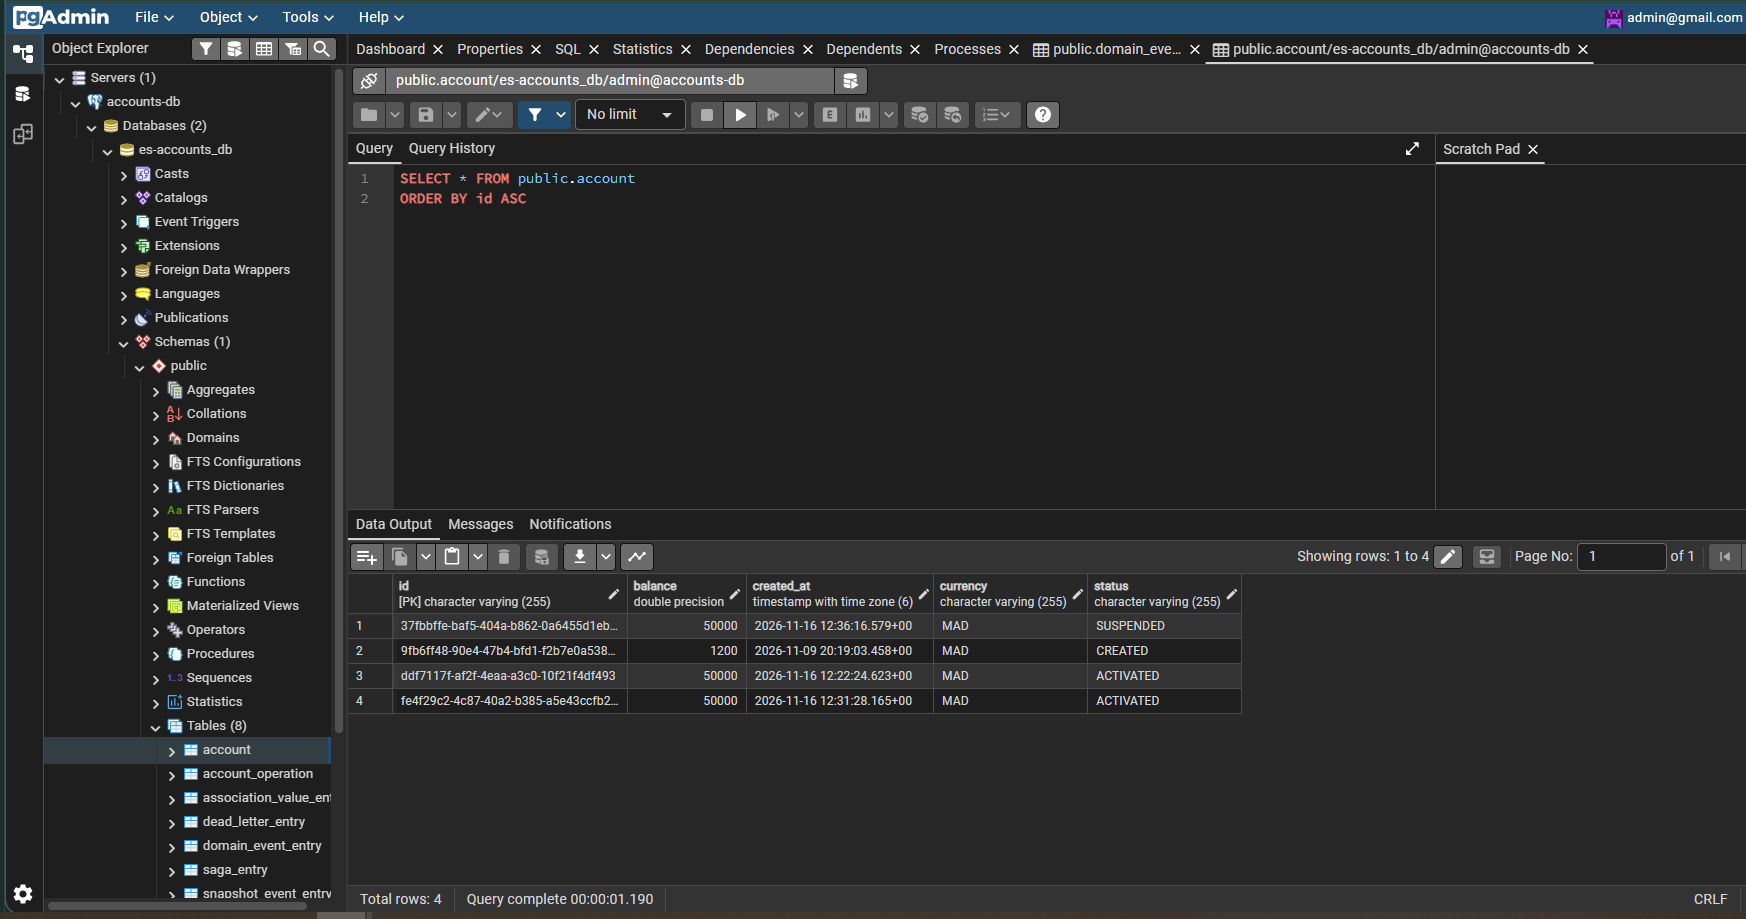 pgAdmin File Object Tools Help admin@gmail.com
Object Explorer
Dashboard Properties SQL Statistics Dependencies Dependents Processes public.domain_eve... public.account/es-accounts_db/admin@accounts-db
public.account/es-accounts_db/admin@accounts-db
No limit
Servers (1)
accounts-db
Databases (2)
es-accounts_db
Casts
Catalogs
Event Triggers
Extensions
Foreign Data Wrappers
Languages
Publications
Schemas (1)
public
Aggregates
Collations
Domains
FTS Configurations
FTS Dictionaries
Aa FTS Parsers
FTS Templates
Foreign Tables
Functions
Materialized Views
Operators
Procedures
1..3 Sequences
Statistics
Tables (8)
account
account_operation
association_value_ent
dead_letter_entry
domain_event_entry
saga_entry
snapshot_event_entry
Query Query History
Scratch Pad
1 SELECT * FROM public.account
2 ORDER BY id ASC
Data Output Messages Notifications
Showing rows: 1 to 4 Page No: 1 of 1
id balance created_at currency status
[PK] character varying (255) double precision timestamp with time zone (6) character varying (255) character varying (255)
1 37fbbffe-baf5-404a-b862-0a6455d1eb... 50000 2026-11-16 12:36:16.579+00 MAD SUSPENDED
2 9fb6ff48-90e4-47b4-bfd1-f2b7e0a538... 1200 2026-11-09 20:19:03.458+00 MAD CREATED
3 ddf7117f-af2f-4eaa-a3c0-10f21f4df493 50000 2026-11-16 12:22:24.623+00 MAD ACTIVATED
4 fe4f29c2-4c87-40a2-b385-a5e43ccfb2... 50000 2026-11-16 12:31:28.165+00 MAD ACTIVATED
Total rows: 4 Query complete 00:00:01.190 CRLF